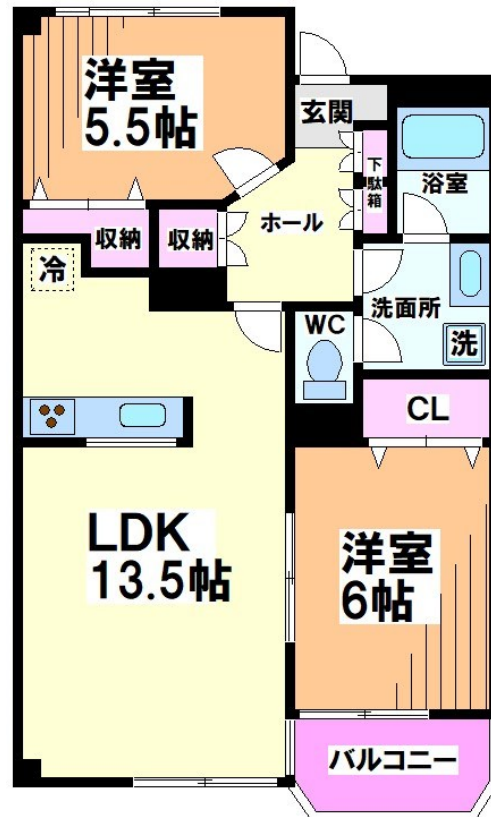 洋室
5.5帖
玄関
下駄箱
浴室
収納
収納
ホール
冷
洗面所
WC
洗
CL
LDK
13.5帖
洋室
6帖
バルコニー